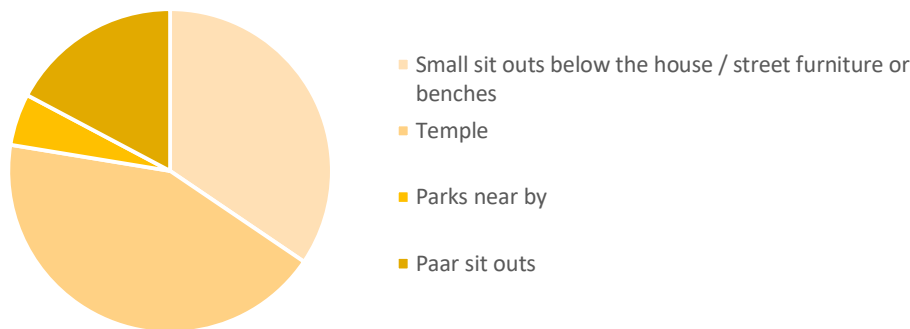 Small sit outs below the house / street furniture or
benches
Temple
Parks near by
Paar sit outs